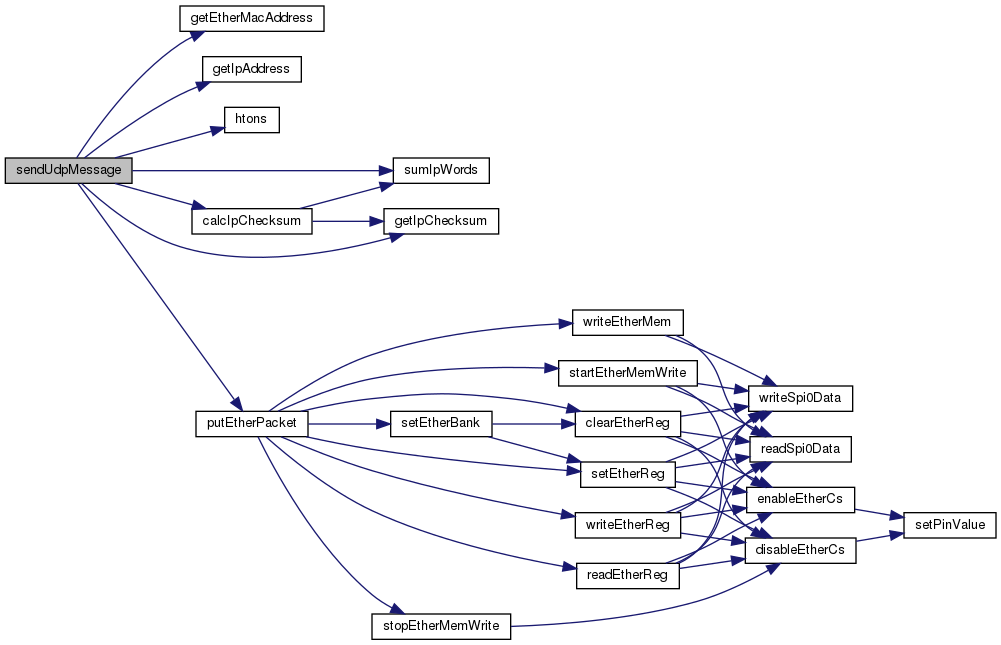 getEtherMacAddress
getIpAddress
htons
sendUdpMessage
sumIpWords
calcIpChecksum
getIpChecksum
writeEtherMem
startEtherMemWrite
writeSpi0Data
putEtherPacket
setEtherBank
clearEtherReg
readSpi0Data
setEtherReg
enableEtherCs
writeEtherReg
setPinValue
disableEtherCs
readEtherReg
stopEtherMemWrite